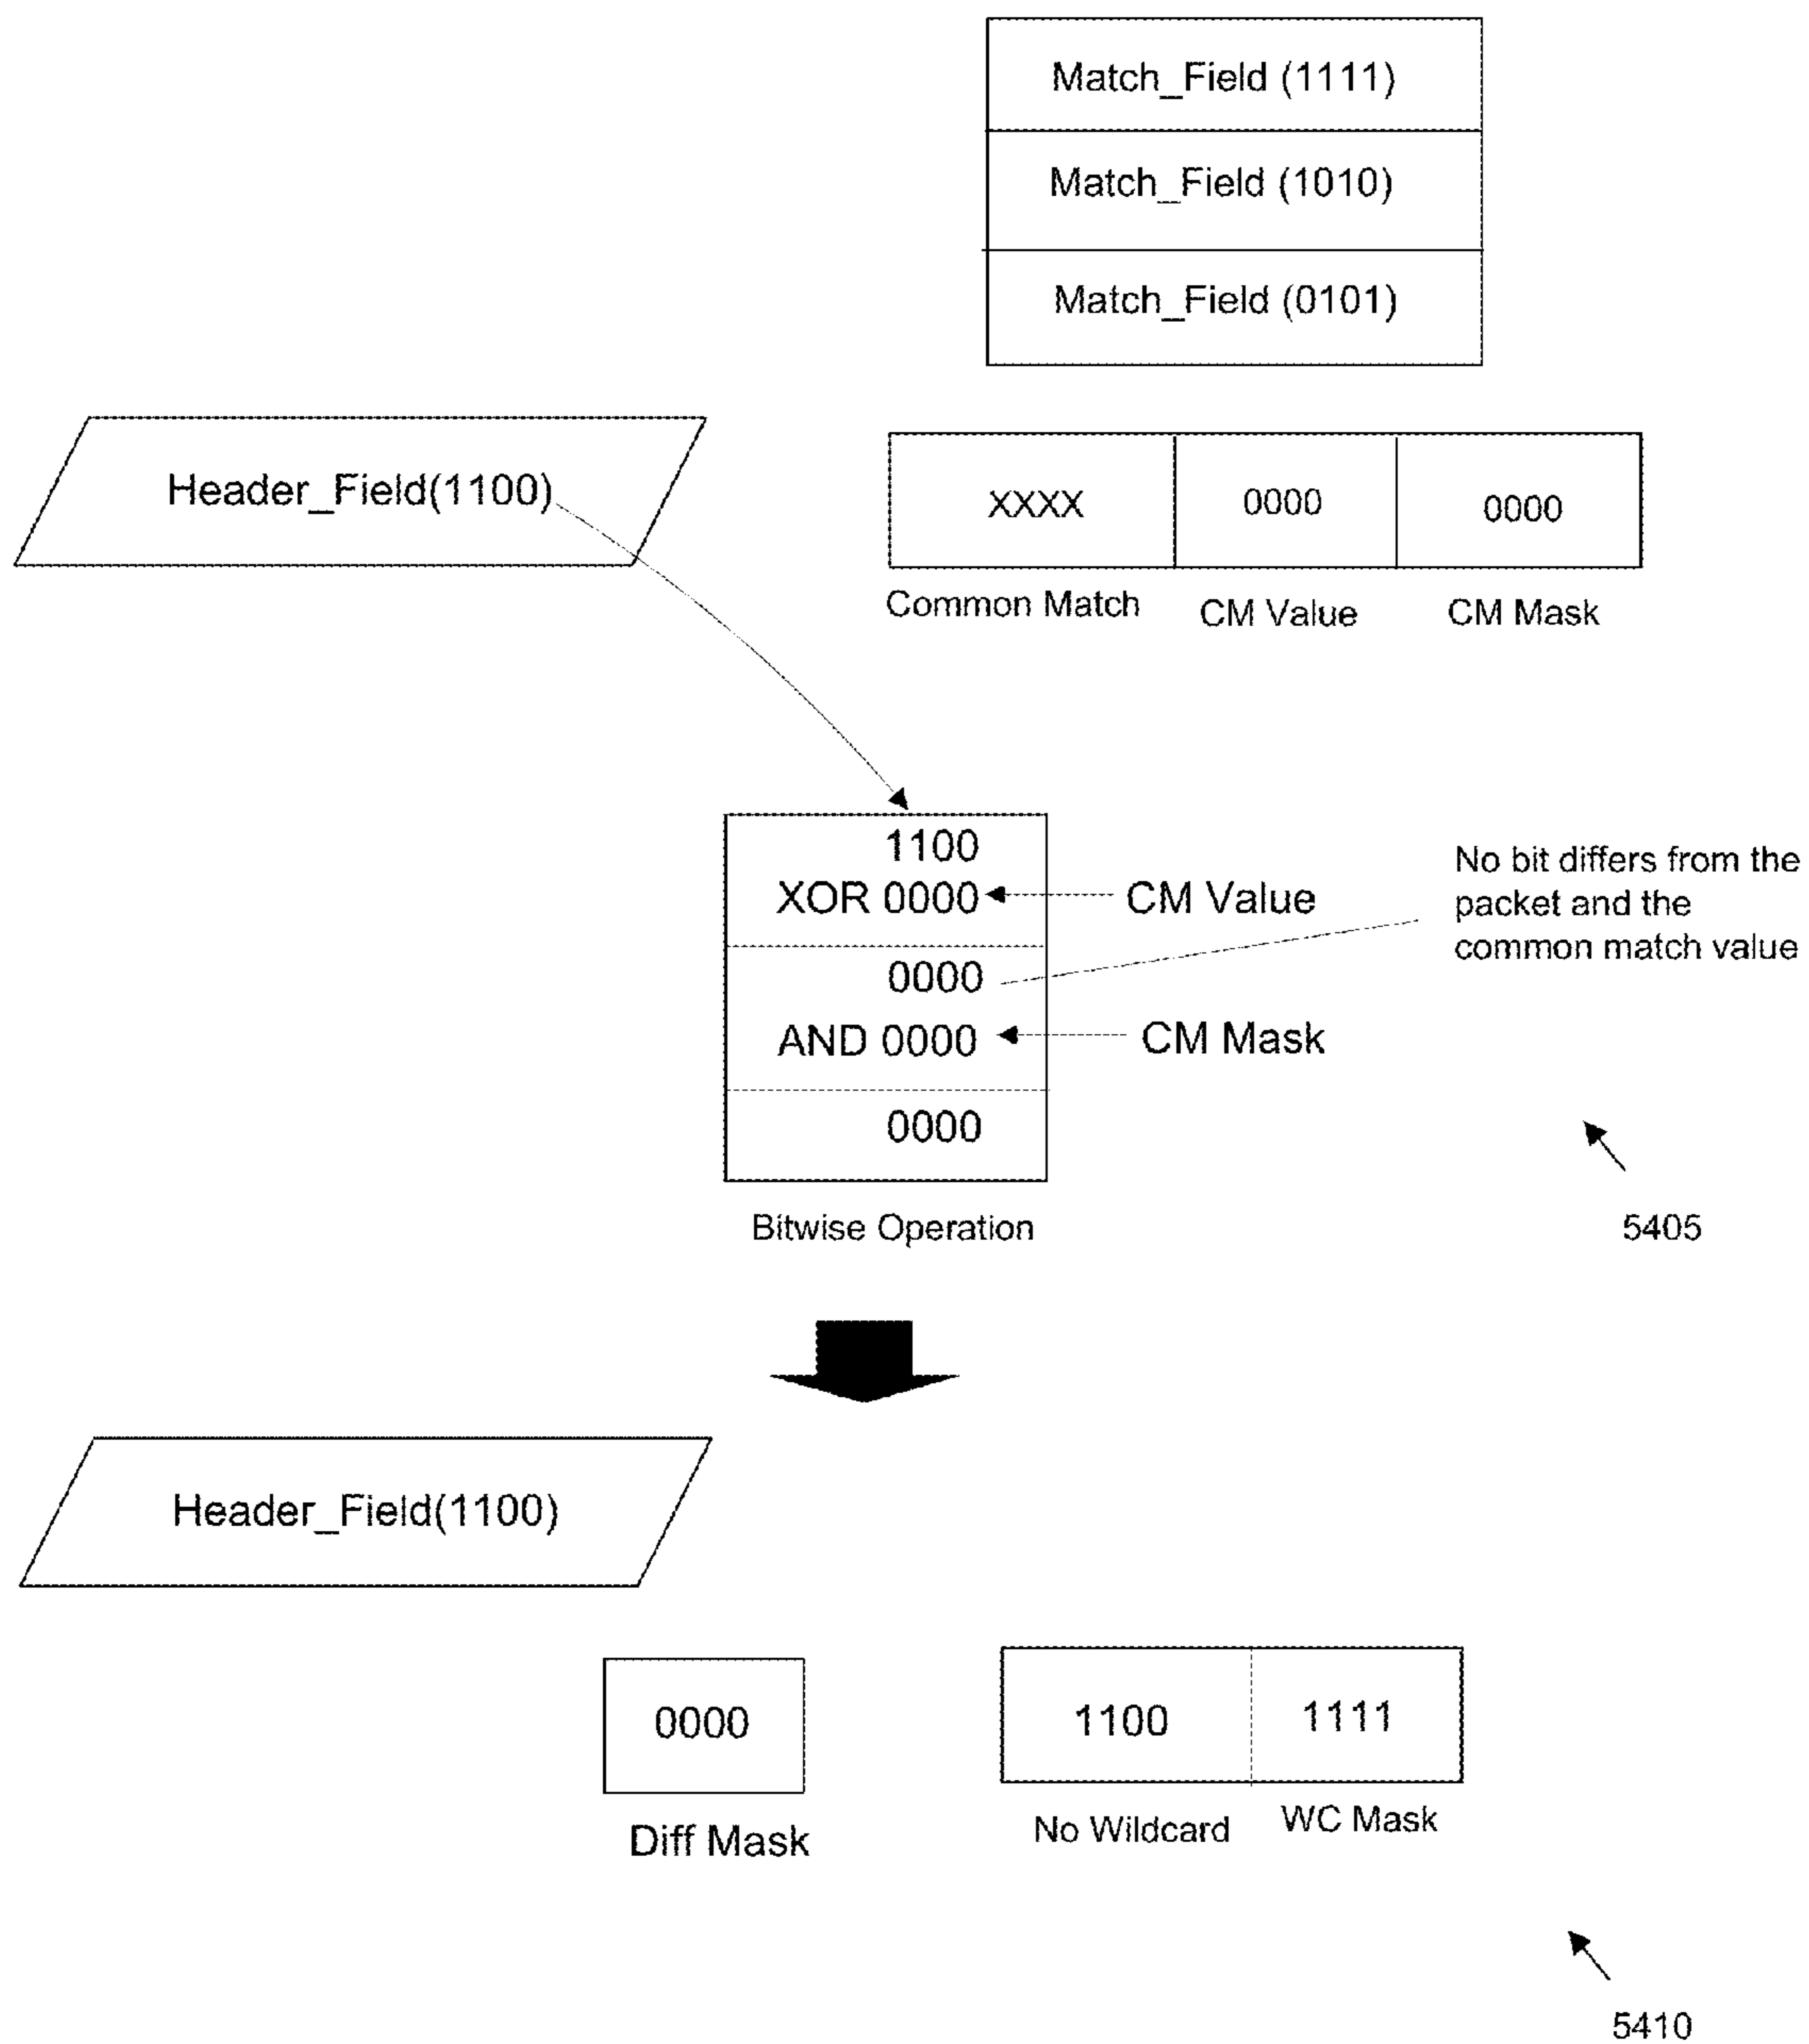 Match_Field (1111)
Match_Field (1010)
Match_Field (0101)
Header_Field(1100)
XXXX
0000
0000
Common Match
CM Value
CM Mask
1100
XOR 0000
CM Value
0000
AND 0000
CM Mask
0000
No bit differs from the
packet and the
common match value
Bitwise Operation
5405
Header_Field(1100)
0000
1100
1111
Diff Mask
No Wildcard
WC Mask
5410